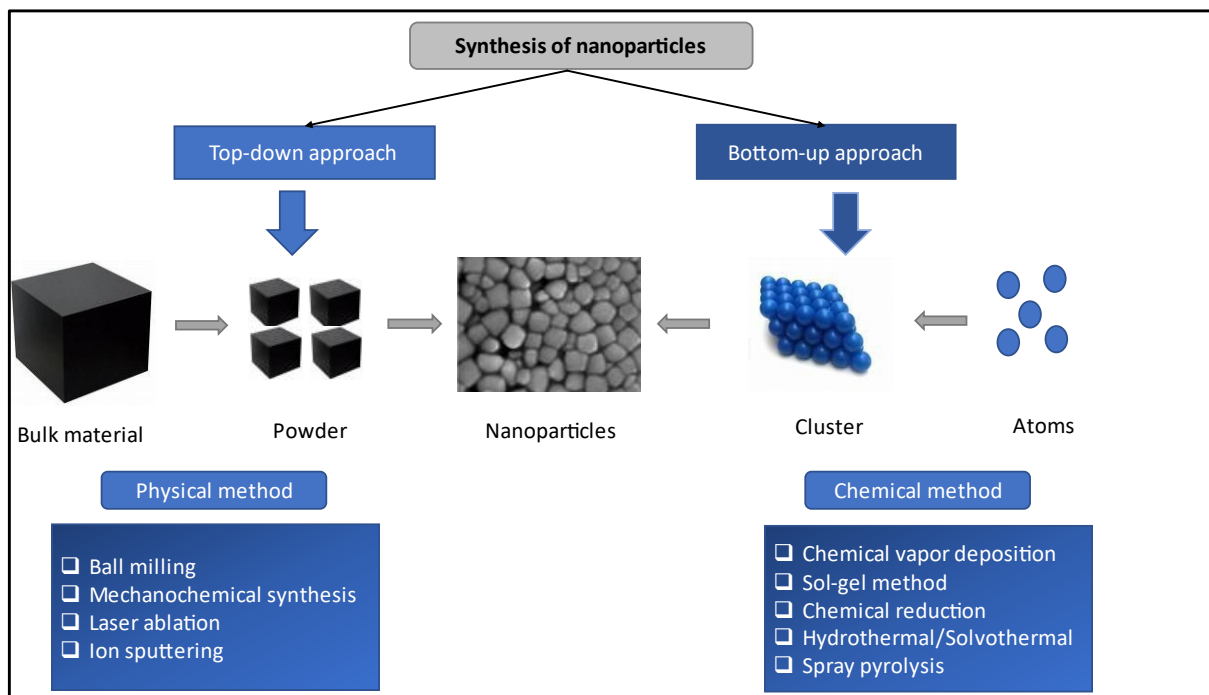 Synthesis of nanoparticles
Top-down approach
Bottom-up approach
Bulk material
Powder
Nanoparticles
Cluster
Atoms
Physical method
Chemical method
❑ Ball milling
❑ Mechanochemical synthesis
❑ Laser ablation
❑ Ion sputtering
❑ Chemical vapor deposition
❑ Sol-gel method
❑ Chemical reduction
❑ Hydrothermal/Solvothermal
❑ Spray pyrolysis